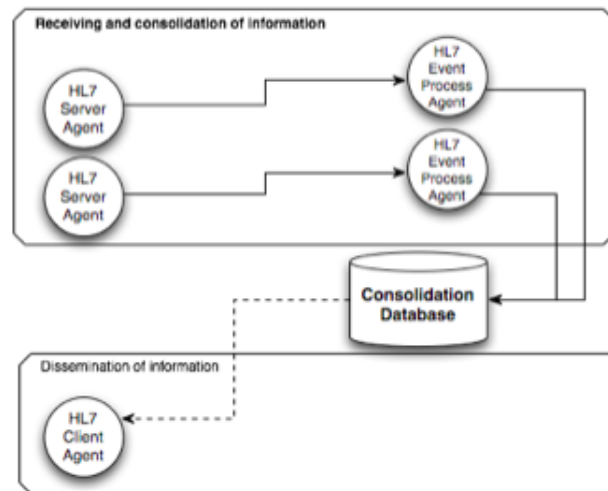 Receiving and consolidation of information
HL7
Server
Agent
HL7
Event
Process
Agent
HL7
Server
Agent
HL7
Event
Process
Agent
Consolidation
Database
Dissemination of information
HL7
Client
Agent